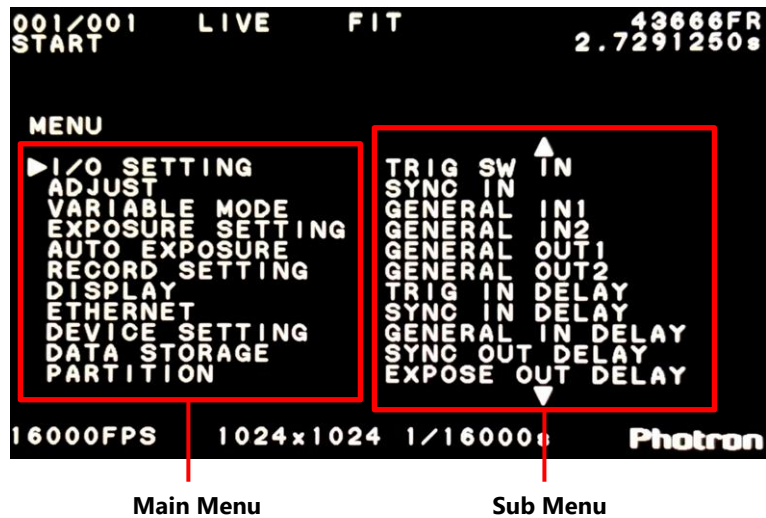 001/001 LIVE FIT 43666FR
START 2.7291250s
MENU
I/O SETTING
ADJUST
VARIABLE MODE
EXPOSURE SETTING
AUTO EXPOSURE
RECORD SETTING
DISPLAY
ETHERNET
DEVICE SETTING
DATA STORAGE
PARTITION
TRIG SW IN
SYNC IN
GENERAL IN1
GENERAL IN2
GENERAL OUT1
GENERAL OUT2
TRIG IN DELAY
SYNC IN DELAY
GENERAL IN DELAY
SYNC OUT DELAY
EXPOSE OUT DELAY
16000FPS 1024x1024 1/16000s Photron
Main Menu
Sub Menu